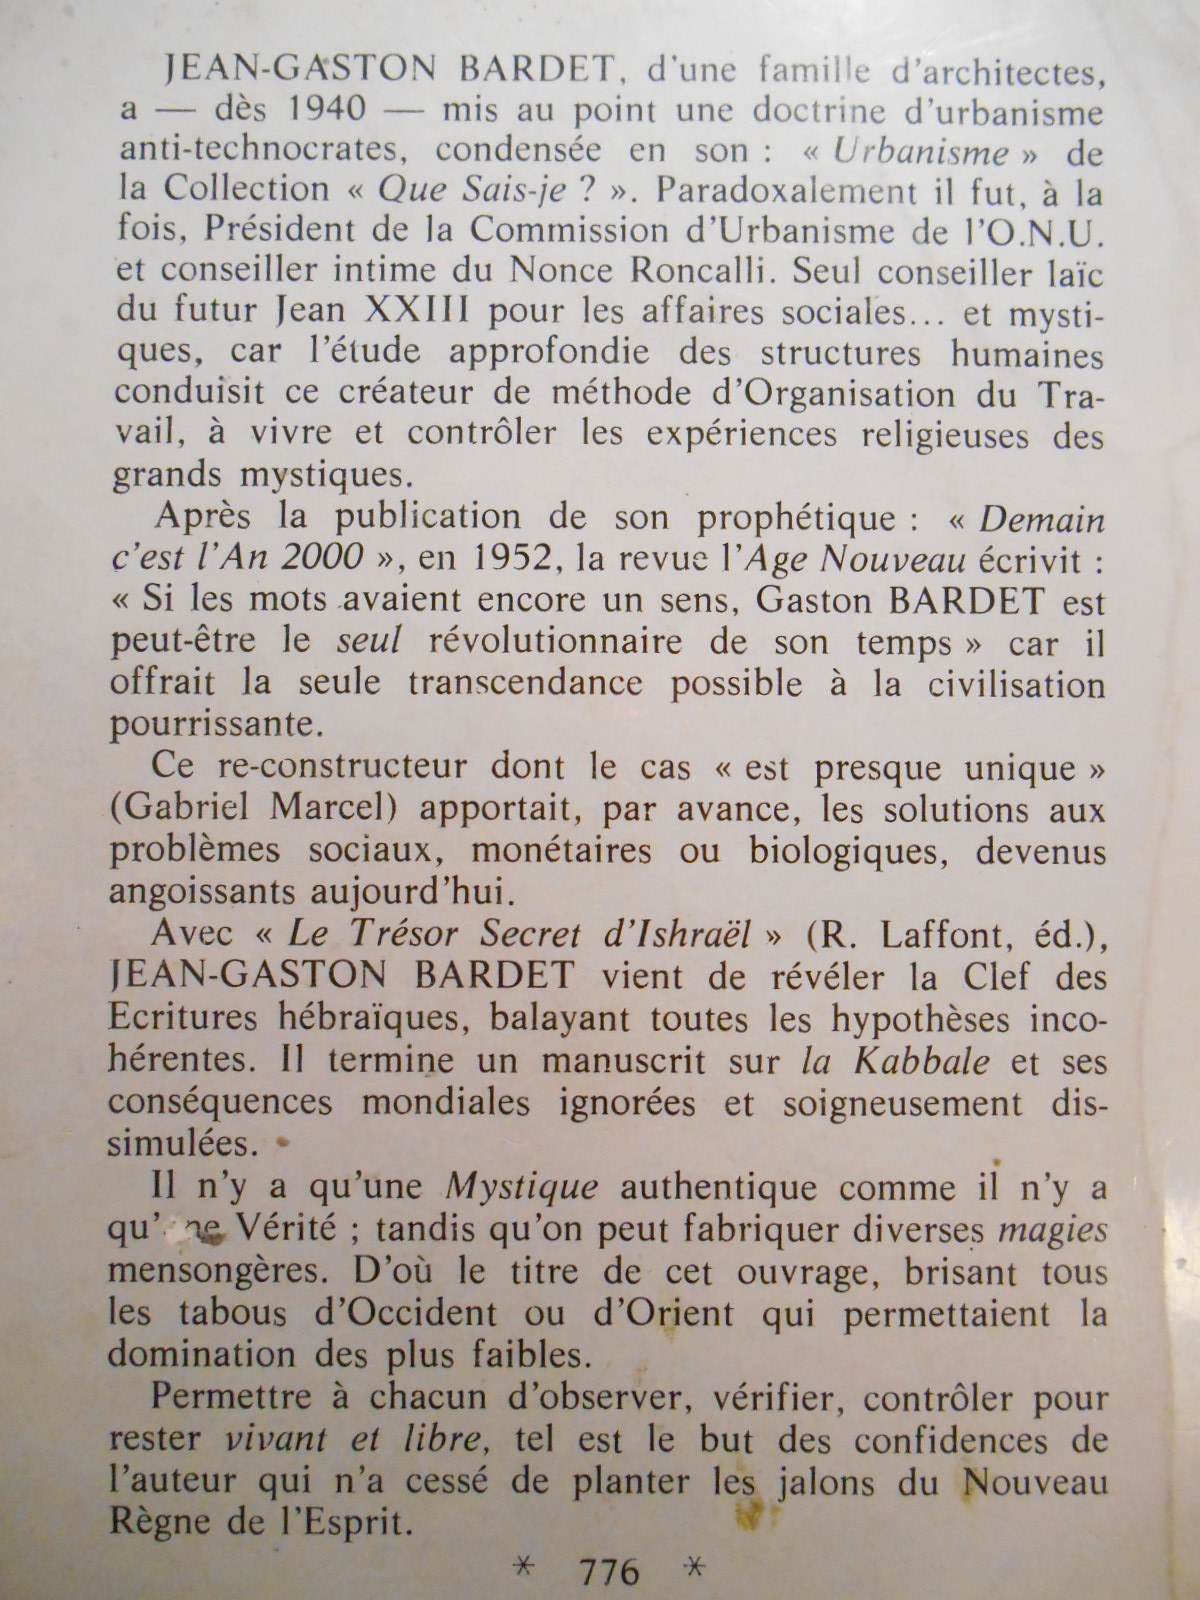 JEAN-GASTON BARDET, d'une famille d'architectes,
a — dès 1940 — mis au point une doctrine d'urbanisme
anti-technocrates, condensée en son : « Urbanisme » de
la Collection « Que Sais-je ? ». Paradoxalement il fut, à la
fois, Président de la Commission d'Urbanisme de l'O.N.U.
et conseiller intime du Nonce Roncalli. Seul conseiller laïc
du futur Jean XXIII pour les affaires sociales... et mysti-
ques, car l'étude approfondie des structures humaines
conduisit ce créateur de méthode d'Organisation du Tra-
vail, à vivre et contrôler les expériences religieuses des
grands mystiques.
Après la publication de son prophétique : « Demain
c'est l'An 2000 », en 1952, la revue l'Age Nouveau écrivit :
« Si les mots avaient encore un sens, Gaston BARDET est
peut-être le seul révolutionnaire de son temps » car il
offrait la seule transcendance possible à la civilisation
pourrissante.
Ce re-constructeur dont le cas « est presque unique »
(Gabriel Marcel) apportait, par avance, les solutions aux
problèmes sociaux, monétaires ou biologiques, devenus
angoissants aujourd'hui.
Avec « Le Trésor Secret d'Ishraël » (R. Laffont, éd.),
JEAN-GASTON BARDET vient de révéler la Clef des
Ecritures hébraïques, balayant toutes les hypothèses inco-
hérentes. Il termine un manuscrit sur la Kabbale et ses
conséquences mondiales ignorées et soigneusement dis-
simulées.
Il n'y a qu'une Mystique authentique comme il n'y a
Vérité ; tandis qu'on peut fabriquer diverses magies
mensongères. D'où le titre de cet ouvrage, brisant tous
les tabous d'Occident ou d'Orient qui permettaient la
domination des plus faibles.
Permettre à chacun d'observer, vérifier, contrôler pour
rester vivant et libre, tel est le but des confidences de
l'auteur qui n'a cessé de planter les jalons du Nouveau
Règne de l'Esprit.
* 776 *